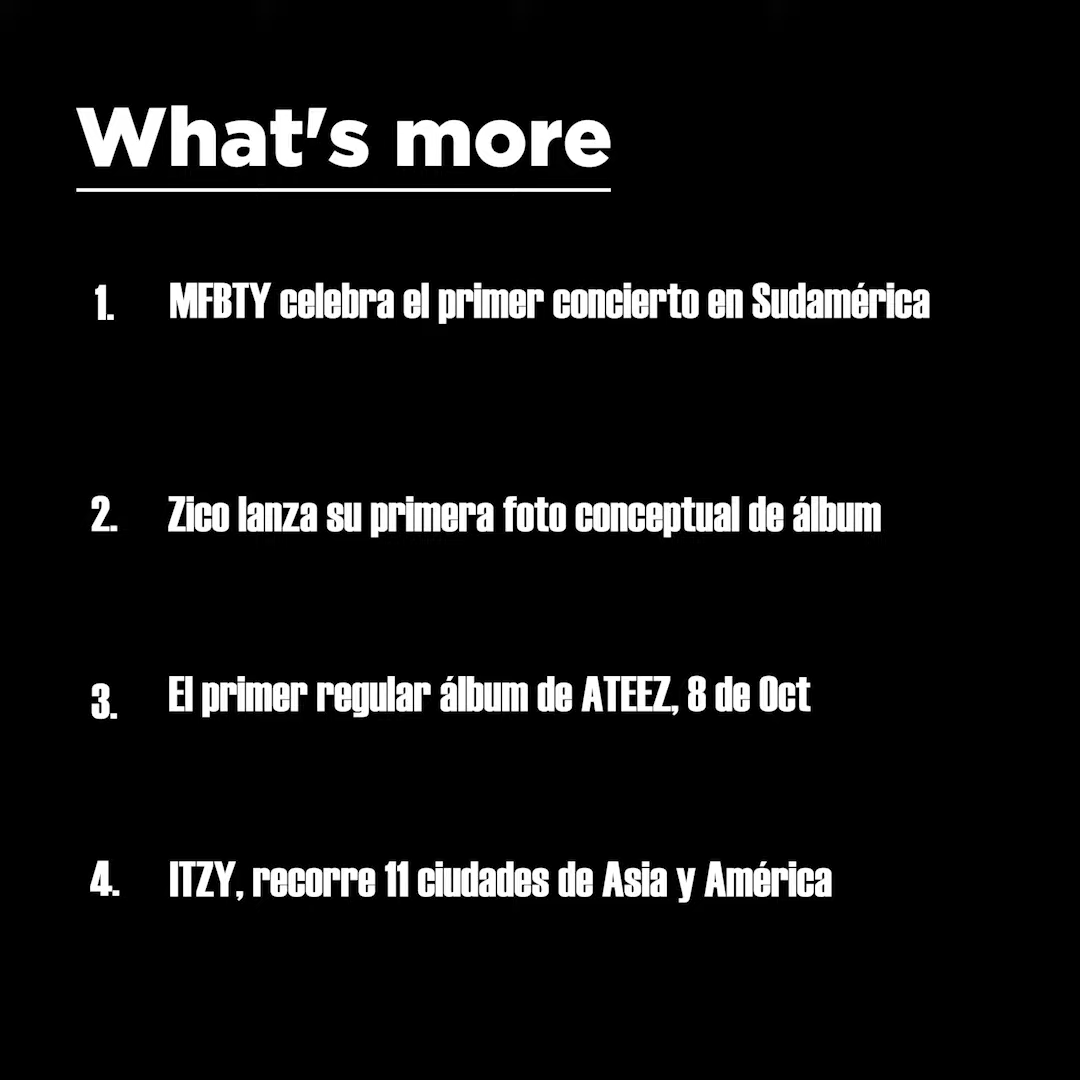 What's more
1. MFBTY celebra el primer concierto en Sudamérica
2. Zico lanza su primera foto conceptual de álbum
3. El primer regular álbum de ATEEZ, 8 de Oct
4. ITZY, recorre 11 ciudades de Asia y América